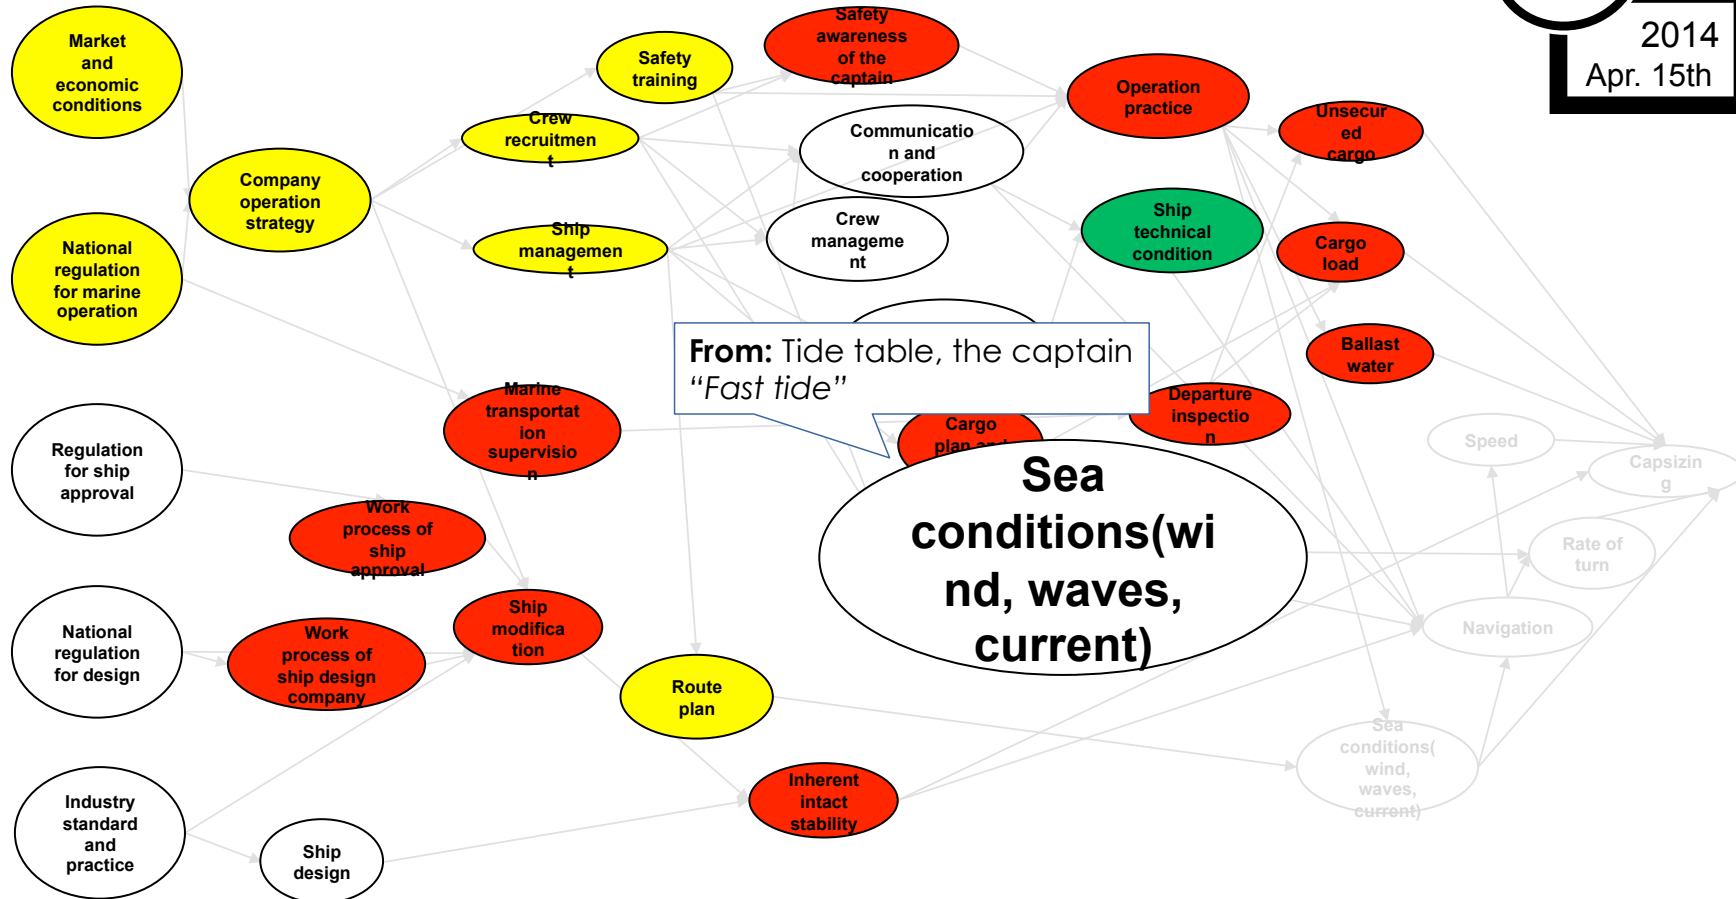 2014
Apr. 15th
Market
and
economic
conditions
National
regulation
for marine
operation
Regulation
for ship
approval
National
regulation
for design
Industry
standard
and
practice
Company
operation
strategy
Work
process of
ship
approval
Work
process of
ship design
company
Ship
design
Safety
training
Crew
recruitmen
t
Ship
managemen
t
Marine
transportat
ion
supervisio
n
Ship
modifica
tion
Route
plan
Safety
awareness
of the
captain
Communicatio
n and
cooperation
Crew
manageme
nt
From: Tide table, the captain
“Fast tide”
Cargo
plan and
Sea
conditions(wi
nd, waves,
current)
Inherent
intact
stability
Operation
practice
Ship
technical
condition
Departure
inspectio
n
Unsecur
ed
cargo
Cargo
load
Ballast
water
Speed
Capsizin
g
Rate of
turn
Navigation
Sea
conditions(
wind,
waves,
current)